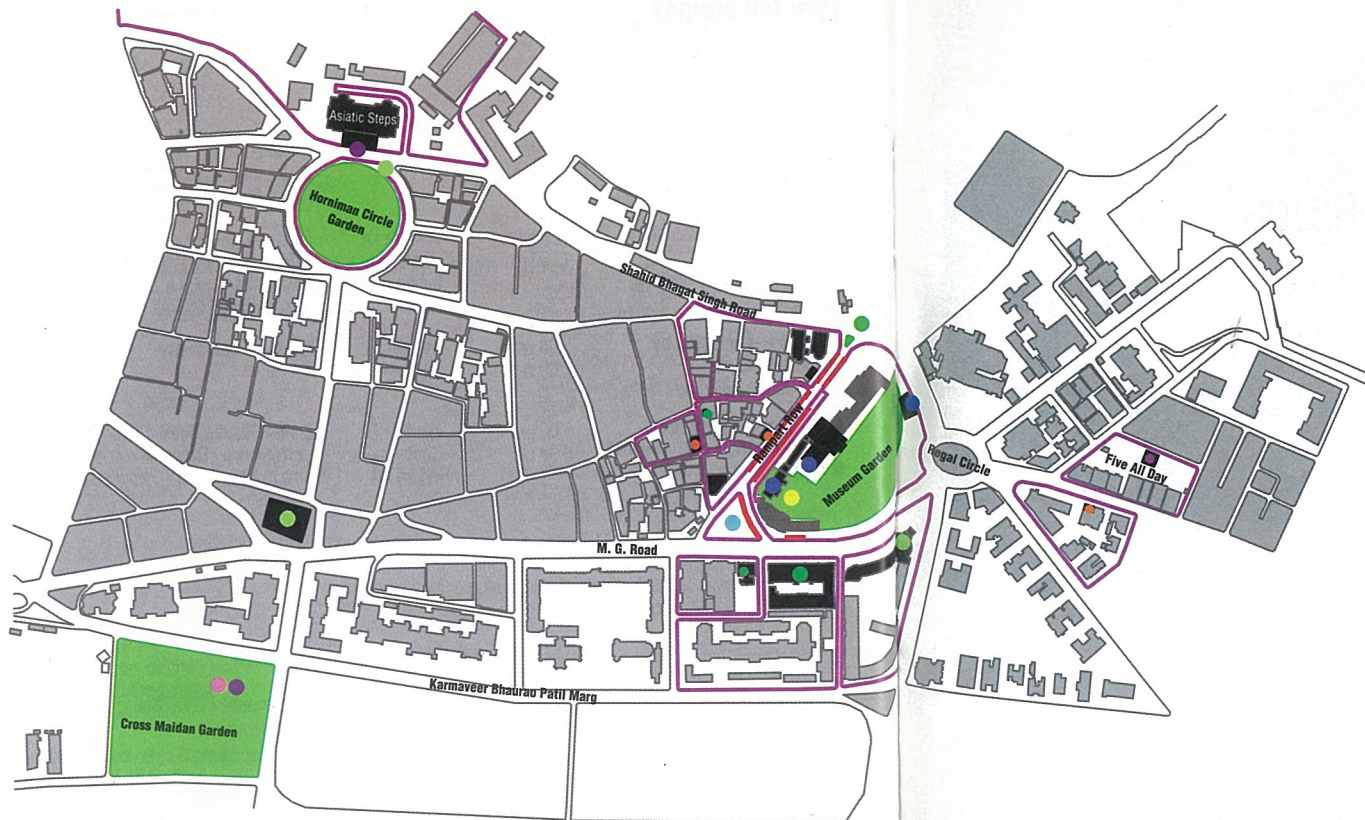 Asiatic Steps
Horniman Circle
Garden
Shahid Bhagat Singh Road
Rampart Row
Museum Garden
Regal Circle
Five All Day
M. G. Road
Karmaveer Bhaurao Patil Marg
Cross Maidan Garden